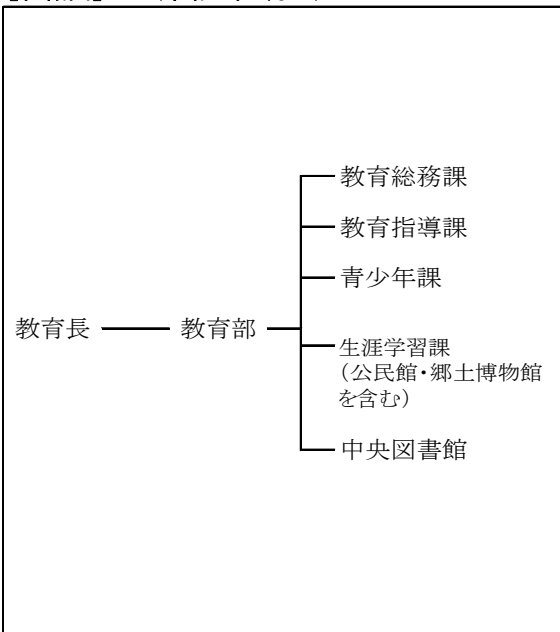 教育総務課
教育指導課
青少年課
教育長
教育部
生涯学習課
（公民館・郷土博物館
を含む）
中央図書館